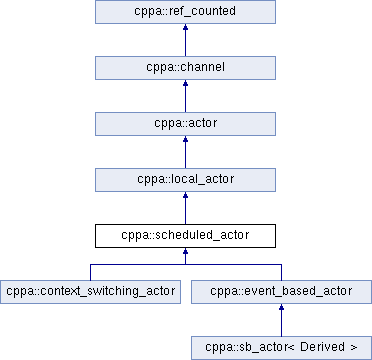 cppa::ref_counted
cppa::channel
cppa::actor
cppa::local_actor
cppa::scheduled_actor
cppa::context_switching_actor
cppa::event_based_actor
cppa::sb_actor< Derived >